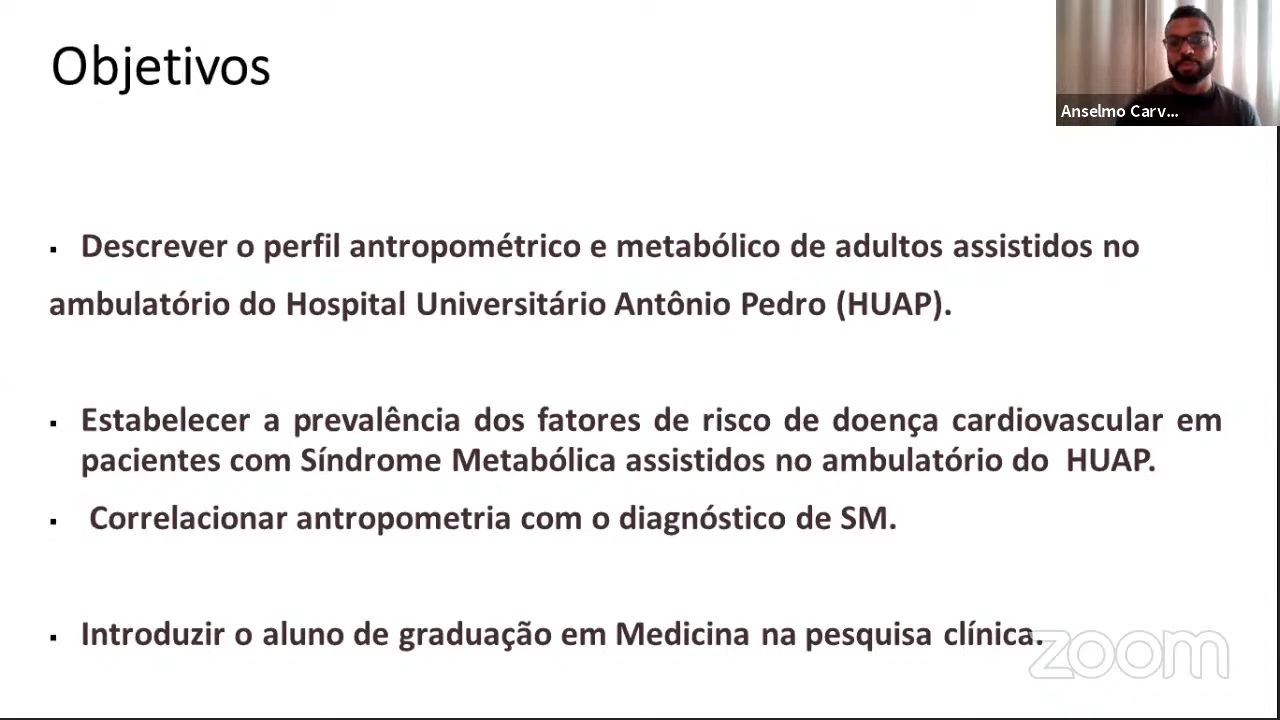 Objetivos
Anselmo Carv...
▪ Descrever o perfil antropométrico e metabólico de adultos assistidos no
ambulatório do Hospital Universitário Antônio Pedro (HUAP).
▪ Estabelecer a prevalência dos fatores de risco de doença cardiovascular em
pacientes com Síndrome Metabólica assistidos no ambulatório do HUAP.
▪ Correlacionar antropometria com o diagnóstico de SM.
▪ Introduzir o aluno de graduação em Medicina na pesquisa clínica.
zoom